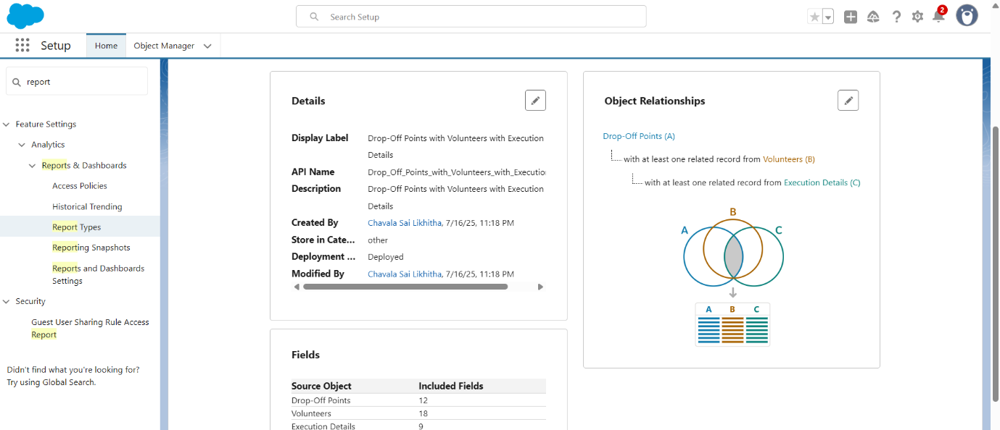 Search Setup
2
Setup
Home
Object Manager
report
Feature Settings
Analytics
Reports & Dashboards
Access Policies
Historical Trending
Report Types
Reporting Snapshots
Reports and Dashboards
Settings
Security
Guest User Sharing Rule Access
Report
Didn't find what you're looking for?
Try using Global Search.
Details
Display Label Drop-Off Points with Volunteers with Execution
Details
API Name Drop_Off_Points_with_Volunteers_with_Execution
Description Drop-Off Points with Volunteers with Execution
Details
Created By Chavala Sai Likhitha, 7/16/25, 11:18 PM
Store in Cate... other
Deployment ... Deployed
Modified By Chavala Sai Likhitha, 7/16/25, 11:18 PM
Fields
Source Object Included Fields
Drop-Off Points 12
Volunteers 18
Execution Details 9
Object Relationships
Drop-Off Points (A)
with at least one related record from Volunteers (B)
with at least one related record from Execution Details (C)
B
A C
A B C